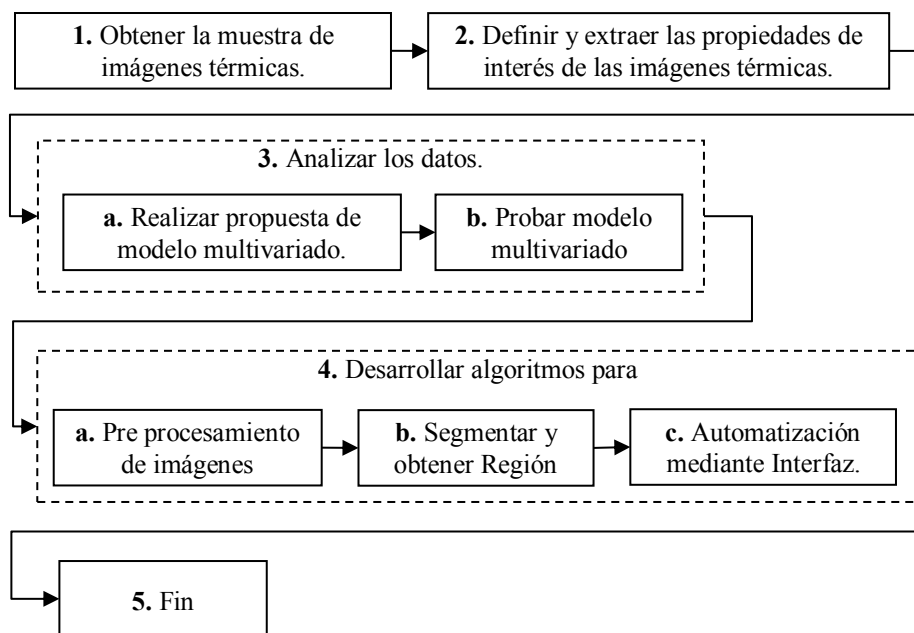 1. Obtener la muestra de
imágenes térmicas.
2. Definir y extraer las propiedades de
interés de las imágenes térmicas.
3. Analizar los datos.
a. Realizar propuesta de
modelo multivariado.
b. Probar modelo
multivariado
4. Desarrollar algoritmos para
a. Pre procesamiento
de imágenes
b. Segmentar y
obtener Región
c. Automatización
mediante Interfaz.
5. Fin